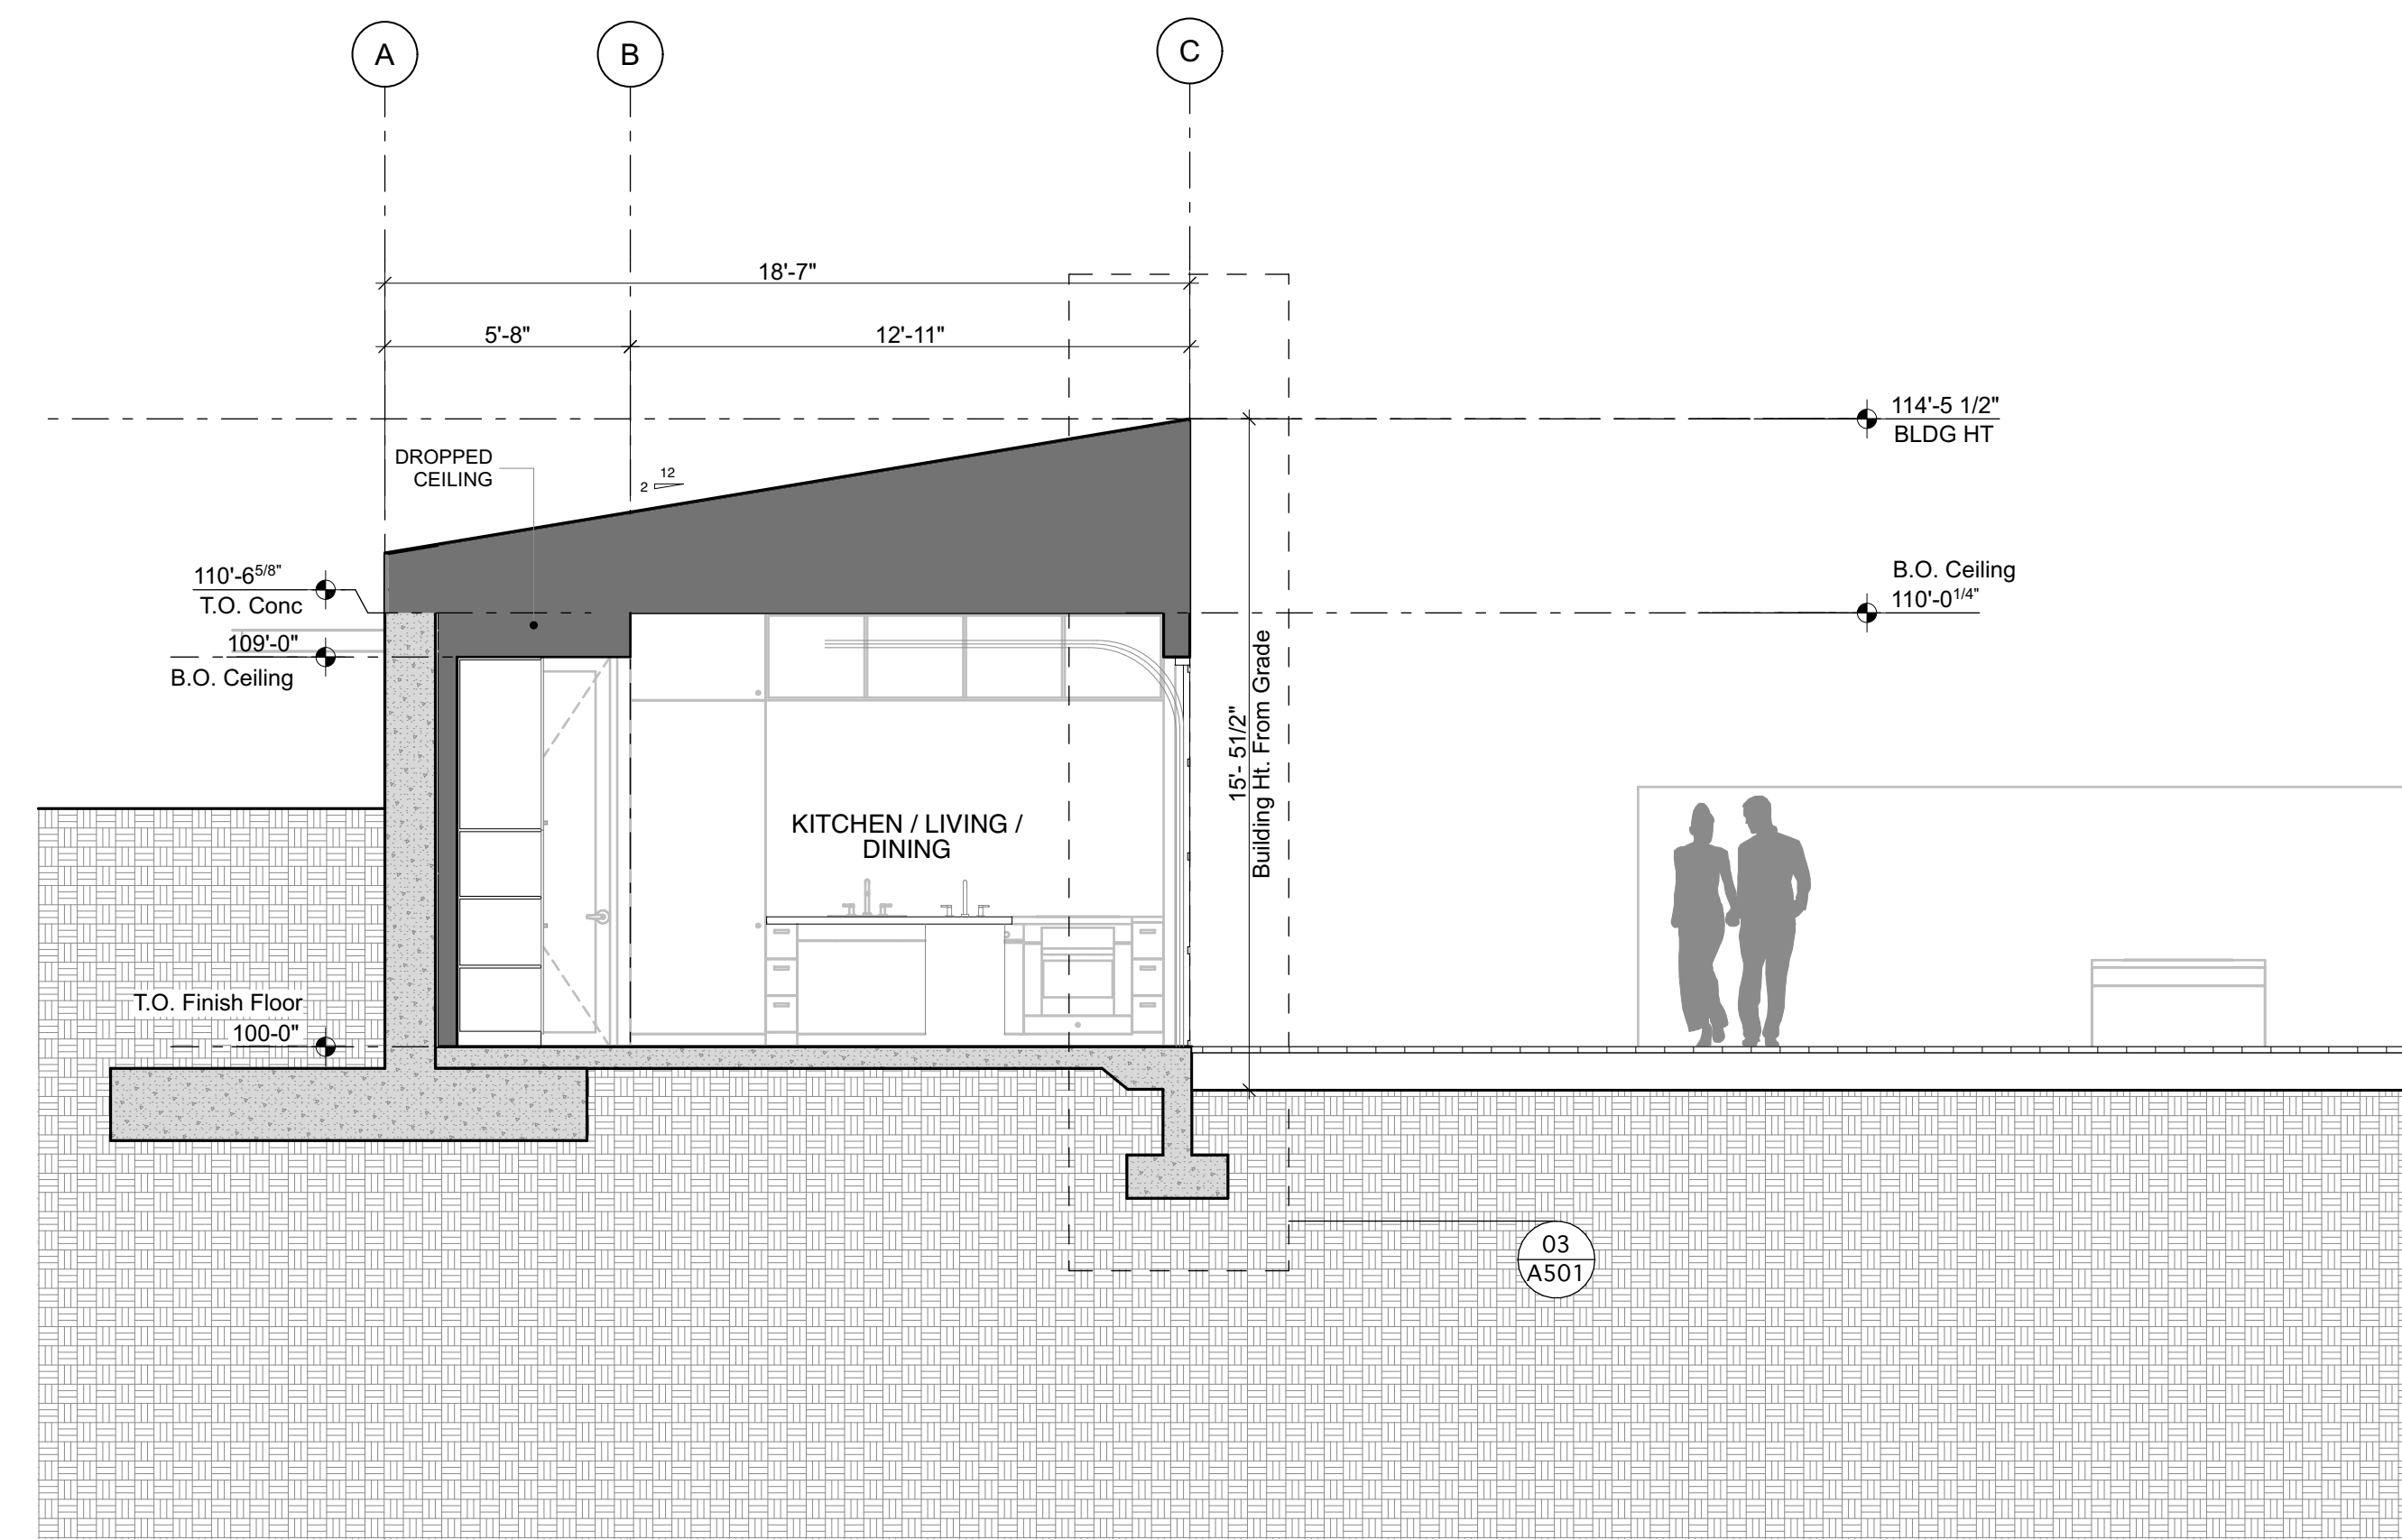 A
B
C
18'-7"
5'-8"
12'-11"
114'-5 1/2"
BLDG HT
DROPPED
CEILING
12
2
110'-6 5/8"
T.O. Conc
B.O. Ceiling
110'-0 1/4"
109'-0"
B.O. Ceiling
15'- 51/2"
Building Ht. From Grade
KITCHEN / LIVING /
DINING
T.O. Finish Floor
100-0"
03
A501